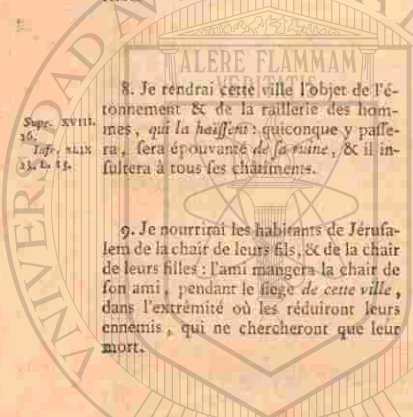 ALERE FLAMMAM
VERITATIS
8. Je rendrai cette ville l'objet de l'é-
tonnement & de la raillerie des hom-
mes, qui la haïssent : quiconque y passe-
ra, sera épouvanté de sa ruine, & il in-
sultera à tous ses châtiments.
Supr. XVIII.
16.
Infr. XLIX
13. L. 13.
9. Je nourrirai les habitants de Jérusa-
lem de la chair de leurs fils, & de la chair
de leurs filles : l'ami mangera la chair de
son ami, pendant le siege de cette ville,
dans l'extrémité où les réduiront leurs
ennemis, qui ne chercheront que leur
mort.